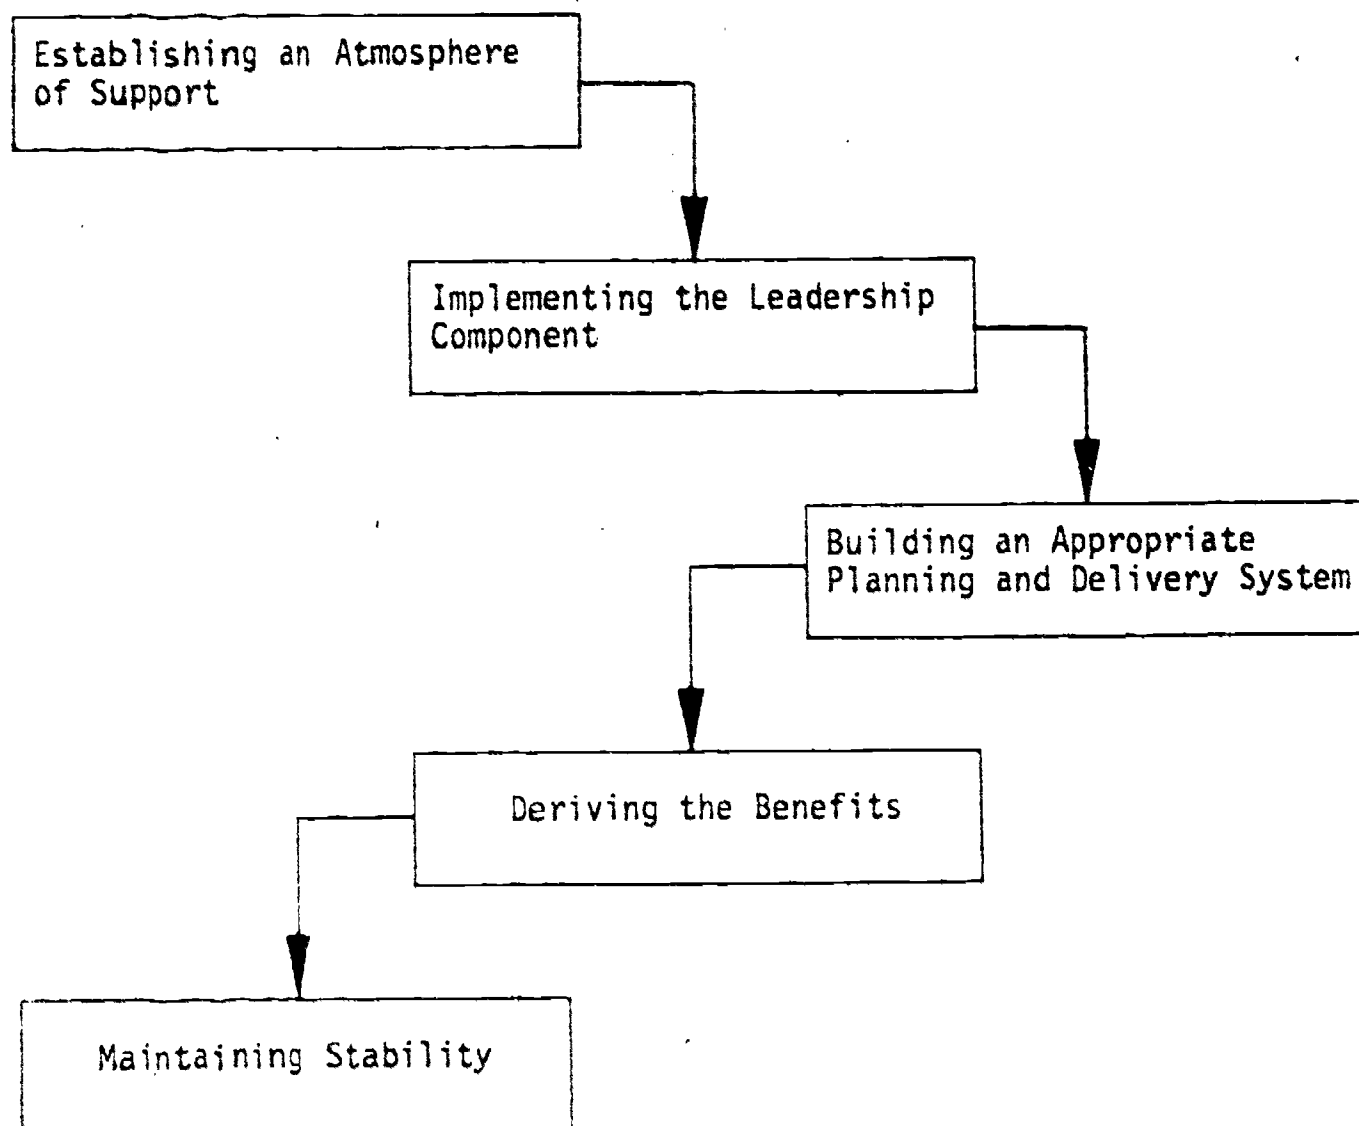 Establishing an Atmosphere
of Support
Implementing the Leadership
Component
Building an Appropriate
Planning and Delivery System
Deriving the Benefits
Maintaining Stability